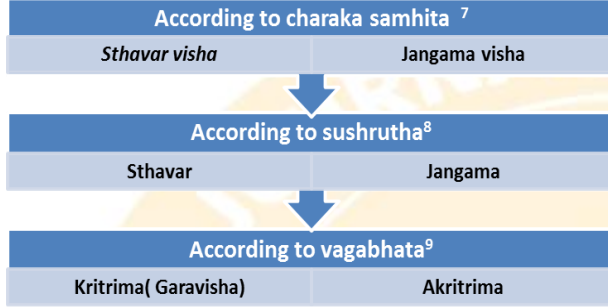 According to charaka samhita 7
Sthavar visha Jangama visha
According to sushrutha8
Sthavar Jangama
According to vagabhata9
Kritrima( Garavisha) Akritrima